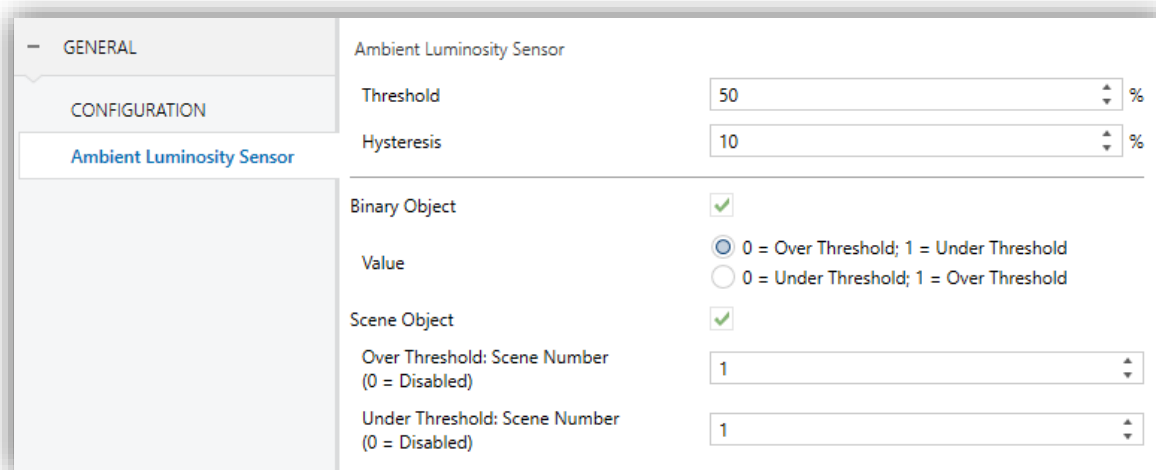 GENERAL
CONFIGURATION
Ambient Luminosity Sensor
Ambient Luminosity Sensor
Threshold 50 %
Hysteresis 10 %
Binary Object
Value
0 = Over Threshold; 1 = Under Threshold
0 = Under Threshold; 1 = Over Threshold
Scene Object
Over Threshold: Scene Number
(0 = Disabled)
1
Under Threshold: Scene Number
(0 = Disabled)
1